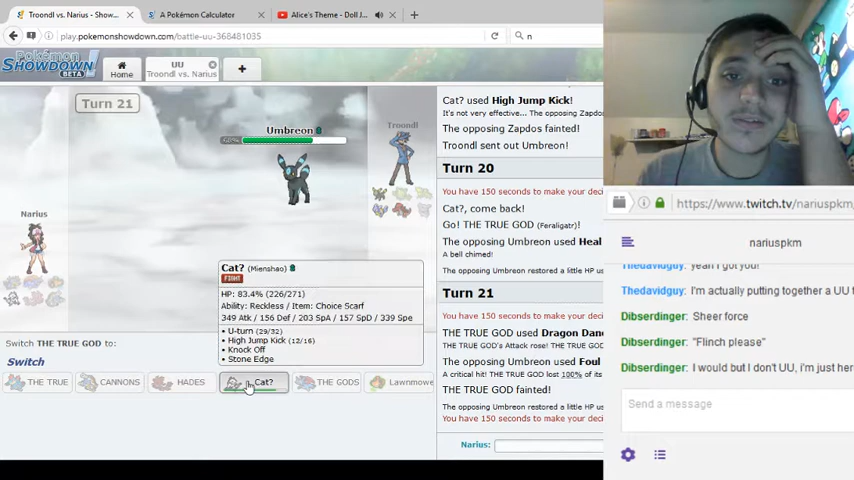 Troondl vs. Narius - Show...
A Pokémon Calculator
Alice's Theme - Doll J...
play.pokemonshowdown.com/battle-uu-368481035
n
Pokémon
SHOWDOWN
BETA
Home
UU
Troondl vs. Narius
Turn 21
Umbreon
Troondl
Narius
Cat? (Mienshao)
FIGHT
HP: 83.4% (226/271)
Ability: Reckless / Item: Choice Scarf
349 Atk / 156 Def / 203 SpA / 157 SpD / 339 Spe
• U-turn (29/32)
• High Jump Kick (12/16)
• Knock Off
• Stone Edge
Switch THE TRUE GOD to:
Switch
THE TRUE
CANNONS
HADES
Cat?
THE GODS
Lawnmowe
Cat? used High Jump Kick!
It's not very effective... The opposing Zapdos
The opposing Zapdos fainted!
Troondl sent out Umbreon!
Turn 20
You have 150 seconds to make your deci
Cat?, come back!
Go! THE TRUE GOD (Feraligatr)!
The opposing Umbreon used Heal
A bell chimed!
The opposing Umbreon restored a little HP us
Turn 21
You have 150 seconds to make your deci
THE TRUE GOD used Dragon Danc
THE TRUE GOD's Attack rose! THE TRUE GOD's
The opposing Umbreon used Foul
A critical hit! THE TRUE GOD lost 100% of its
THE TRUE GOD fainted!
The opposing Umbreon restored a little HP us
You have 150 seconds to make your decis
Narius:
https://www.twitch.tv/nariuspkm
nariuspkm
Thedavidguy: yeah I got you!
Thedavidguy: I'm actually putting together a UU t
Dibserdinger: Sheer force
Dibserdinger: "Flinch please"
Dibserdinger: I would but I don't UU, i'm just here
Send a message